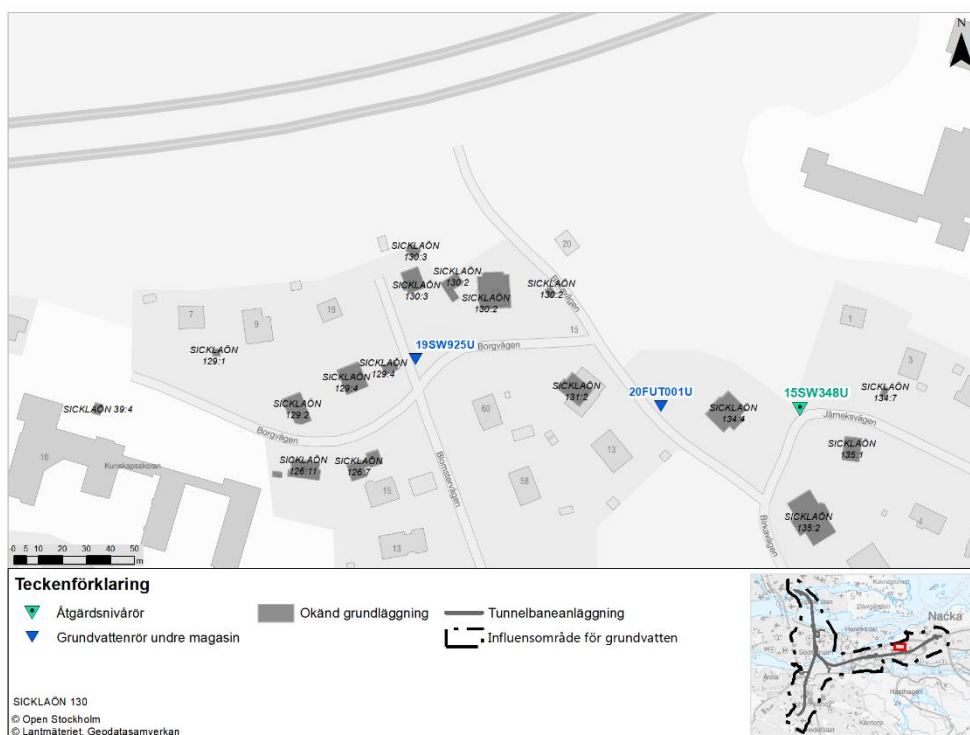 N
20
SICKLAÖN
130:3
SICKLAÖN
130:3
SICKLAÖN
130:2
SICKLAÖN
130:2
SICKLAÖN
130:2
7
9
19
15
1
3
19SW925U
Borgvägen
SICKLAÖN
129:1
SICKLAÖN
129:4
SICKLAÖN
129:4
SICKLAÖN
129:2
SICKLAÖN
131:2
20FUT001U
15SW348U
SICKLAÖN
134:7
SICKLAÖN
134:4
Järneksvägen
SICKLAÖN 39:4
60
Borgvägen
Blomstervägen
13
SICKLAÖN
135:1
10
Kunskapsskolan
SICKLAÖN
126:11
SICKLAÖN
126:7
15
58
Birkavägen
SICKLAÖN
135:2
4
13
0 5 10 20 30 40 50
m
Teckenförklaring
Åtgärdsnivårör
Grundvattenrör undre magasin
Okänd grundläggning
Tunnelbaneanläggning
Influensområde för grundvatten
Nacka
SICKLAÖN 130
© Open Stockholm
© Lantmäteriet, Geodatasamverkan